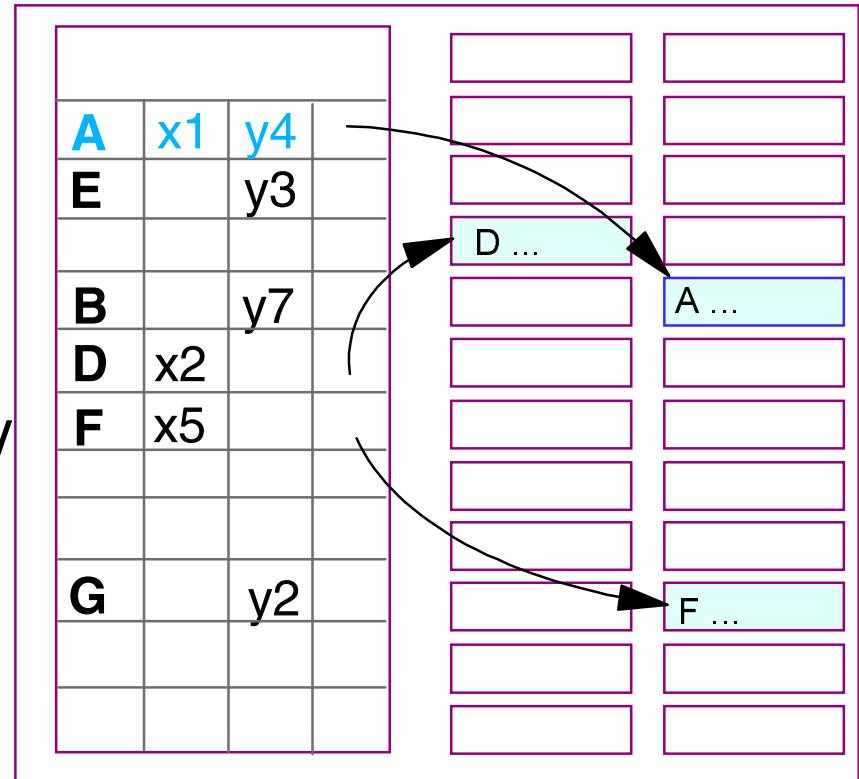 A x1 y4
E y3
B y7
D x2
F x5
G y2
D ...
A ...
F ...
y